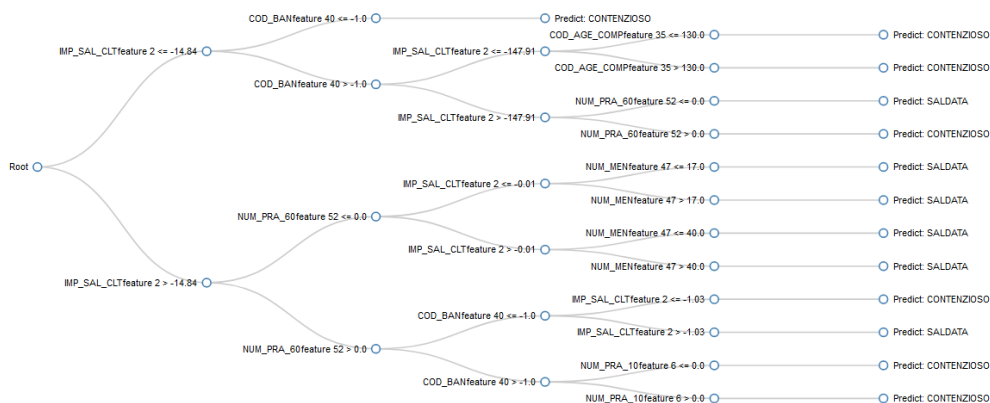 COD_BANfeature 40 <= -1.0
Predict: CONTENZIOSO
COD_AGE_COMPfeature 35 <= 130.0
Predict: CONTENZIOSO
IMP_SAL_CLTfeature 2 <= -14.84
IMP_SAL_CLTfeature 2 <= -147.91
COD_AGE_COMPfeature 35 > 130.0
Predict: CONTENZIOSO
COD_BANfeature 40 > -1.0
NUM_PRA_60feature 52 <= 0.0
Predict: SALDATA
IMP_SAL_CLTfeature 2 > -147.91
NUM_PRA_60feature 52 > 0.0
Predict: CONTENZIOSO
Root
NUM_MENfeature 47 <= 17.0
Predict: SALDATA
IMP_SAL_CLTfeature 2 <= -0.01
NUM_MENfeature 47 > 17.0
Predict: SALDATA
NUM_PRA_60feature 52 <= 0.0
NUM_MENfeature 47 <= 40.0
Predict: SALDATA
IMP_SAL_CLTfeature 2 > -0.01
NUM_MENfeature 47 > 40.0
Predict: SALDATA
IMP_SAL_CLTfeature 2 > -14.84
IMP_SAL_CLTfeature 2 <= -1.03
Predict: CONTENZIOSO
COD_BANfeature 40 <= -1.0
IMP_SAL_CLTfeature 2 > -1.03
Predict: SALDATA
NUM_PRA_60feature 52 > 0.0
NUM_PRA_10feature 6 <= 0.0
Predict: CONTENZIOSO
COD_BANfeature 40 > -1.0
NUM_PRA_10feature 6 > 0.0
Predict: CONTENZIOSO